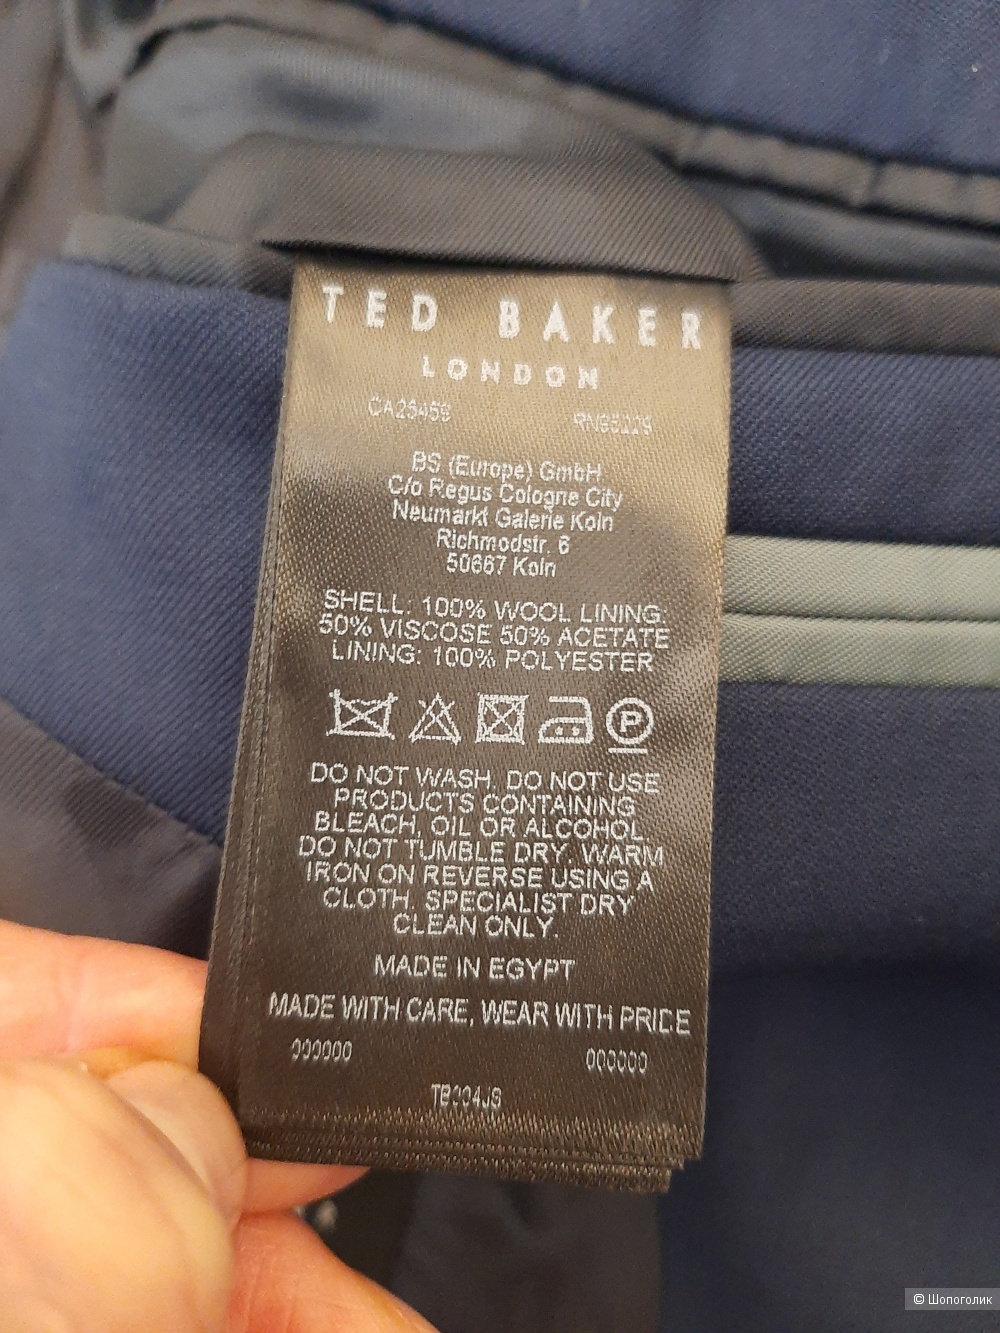 TED BAKER
LONDON
CA25459 RN95229
BS (Europe) GmbH
C/o Regus Cologne City
Neumarkt Galerie Koln
Richmodstr. 6
50667 Koln
SHELL: 100% WOOL LINING:
50% VISCOSE 50% ACETATE
LINING: 100% POLYESTER
P
DO NOT WASH. DO NOT USE
PRODUCTS CONTAINING
BLEACH, OIL OR ALCOHOL.
DO NOT TUMBLE DRY. WARM
IRON ON REVERSE USING A
CLOTH. SPECIALIST DRY
CLEAN ONLY.
MADE IN EGYPT
MADE WITH CARE, WEAR WITH PRIDE
000000 000000
© Шопоголик